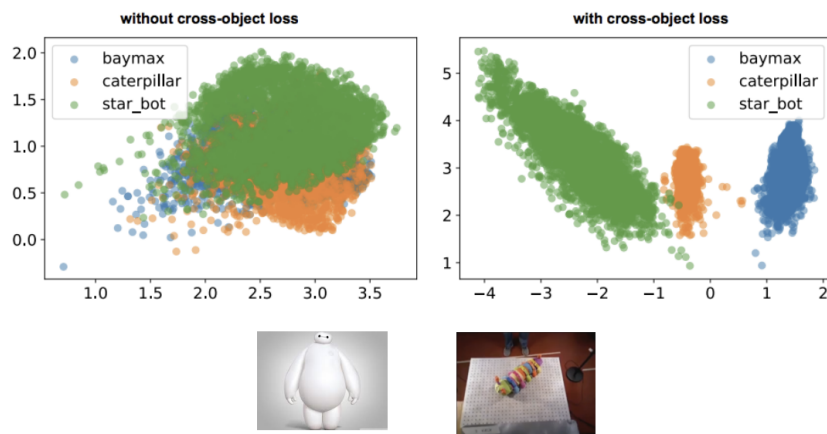 without cross-object loss
with cross-object loss
baymax
caterpillar
star_bot
2.0
1.5
1.0
0.5
0.0
1.0
1.5
2.0
2.5
3.0
3.5
baymax
caterpillar
star_bot
5
4
3
2
1
−4
−3
−2
−1
0
1
2